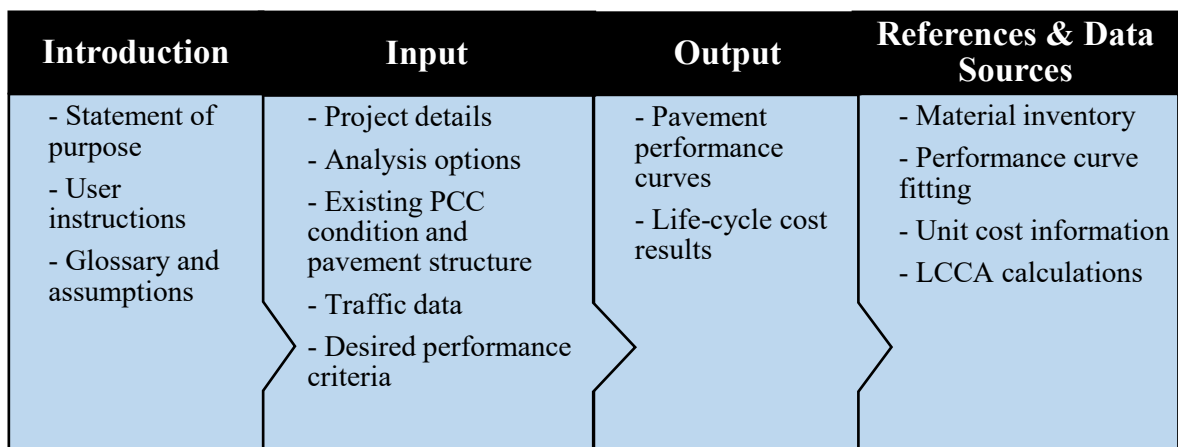 Introduction
- Statement of
purpose
- User
instructions
- Glossary and
assumptions
Input
- Project details
- Analysis options
- Existing PCC
condition and
pavement structure
- Traffic data
- Desired performance
criteria
Output
- Pavement
performance
curves
- Life-cycle cost
results
References & Data
Sources
- Material inventory
- Performance curve
fitting
- Unit cost information
- LCCA calculations